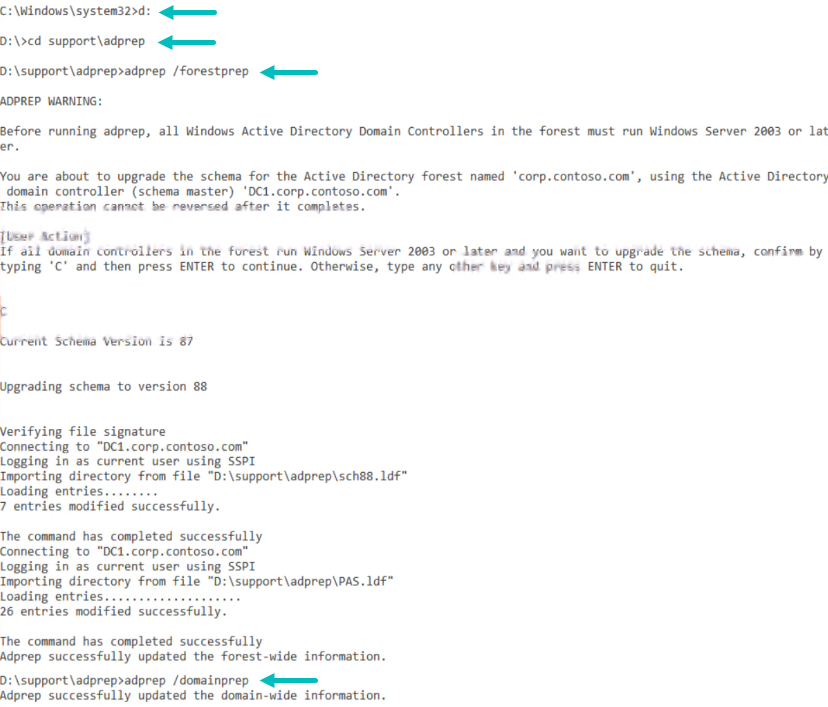 C:\Windows\system32>d:
D:\>cd support\adprep
D:\support\adprep>adprep /forestprep
ADPREP WARNING:
Before running adprep, all Windows Active Directory Domain Controllers in the forest must run Windows Server 2003 or lat
er.
You are about to upgrade the schema for the Active Directory forest named 'corp.contoso.com', using the Active Directory
domain controller (schema master) 'DC1.corp.contoso.com'.
This operation cannot be reversed after it completes.
[User Action]
If all domain controllers in the forest run Windows Server 2003 or later and you want to upgrade the schema, confirm by
typing 'C' and then press ENTER to continue. Otherwise, type any other key and press ENTER to quit.
C
Current Schema Version is 87
Upgrading schema to version 88
Verifying file signature
Connecting to "DC1.corp.contoso.com"
Logging in as current user using SSPI
Importing directory from file "D:\support\adprep\sch88.ldf"
Loading entries........
7 entries modified successfully.
The command has completed successfully
Connecting to "DC1.corp.contoso.com"
Logging in as current user using SSPI
Importing directory from file "D:\support\adprep\PAS.ldf"
Loading entries....................
26 entries modified successfully.
The command has completed successfully
Adprep successfully updated the forest-wide information.
D:\support\adprep>adprep /domainprep
Adprep successfully updated the domain-wide information.